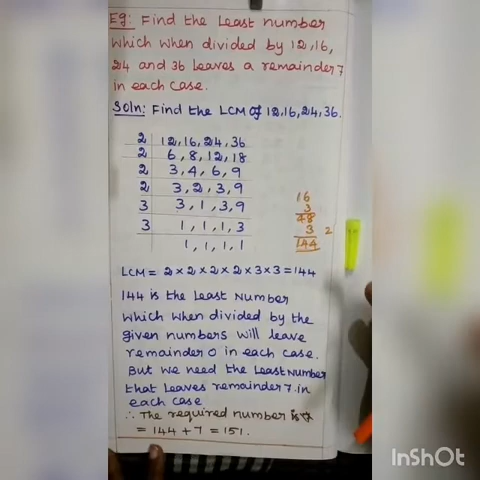 Eg: Find the Least number
which when divided by 12,16,
24 and 36 Leaves a remainder 7
in each case.
Soln: Find the LCM of 12,16,24,36.
2 | 12,16,24,36
2 | 6,8,12,18
2 | 3,4,6,9
2 | 3,2,3,9
3 | 3,1,3,9
3 | 1,1,1,3
1,1,1,1
16
3
48
3
144
2
LCM = 2×2×2×2×3×3=144
144 is the Least Number
which when divided by the
given numbers will leave
remainder 0 in each case.
But we need the Least Number
that leaves remainder 7 in
each case
∴ The required number is
= 144 + 7 = 151.
InShOt